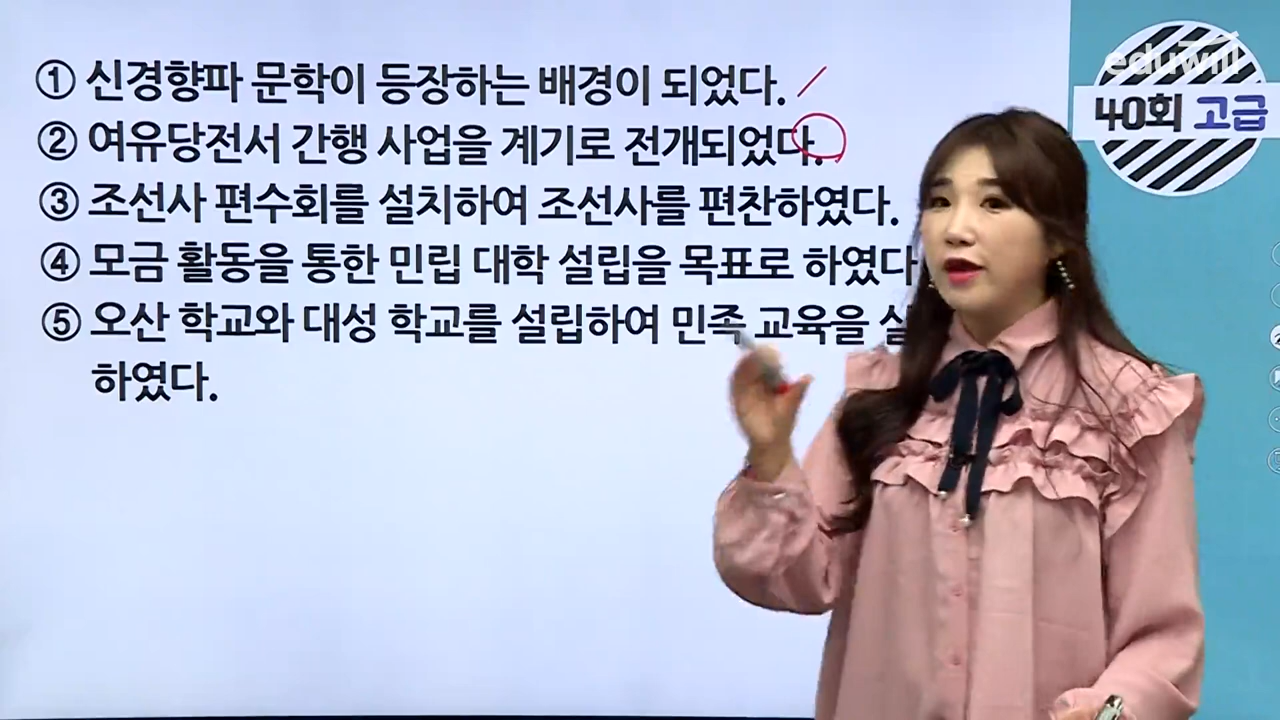 ① 신경향파 문학이 등장하는 배경이 되었다.
② 여유당전서 간행 사업을 계기로 전개되었다.
③ 조선사 편수회를 설치하여 조선사를 편찬하였다.
④ 모금 활동을 통한 민립 대학 설립을 목표로 하였다
⑤ 오산 학교와 대성 학교를 설립하여 민족 교육을
하였다.
eduwill
40회 고급